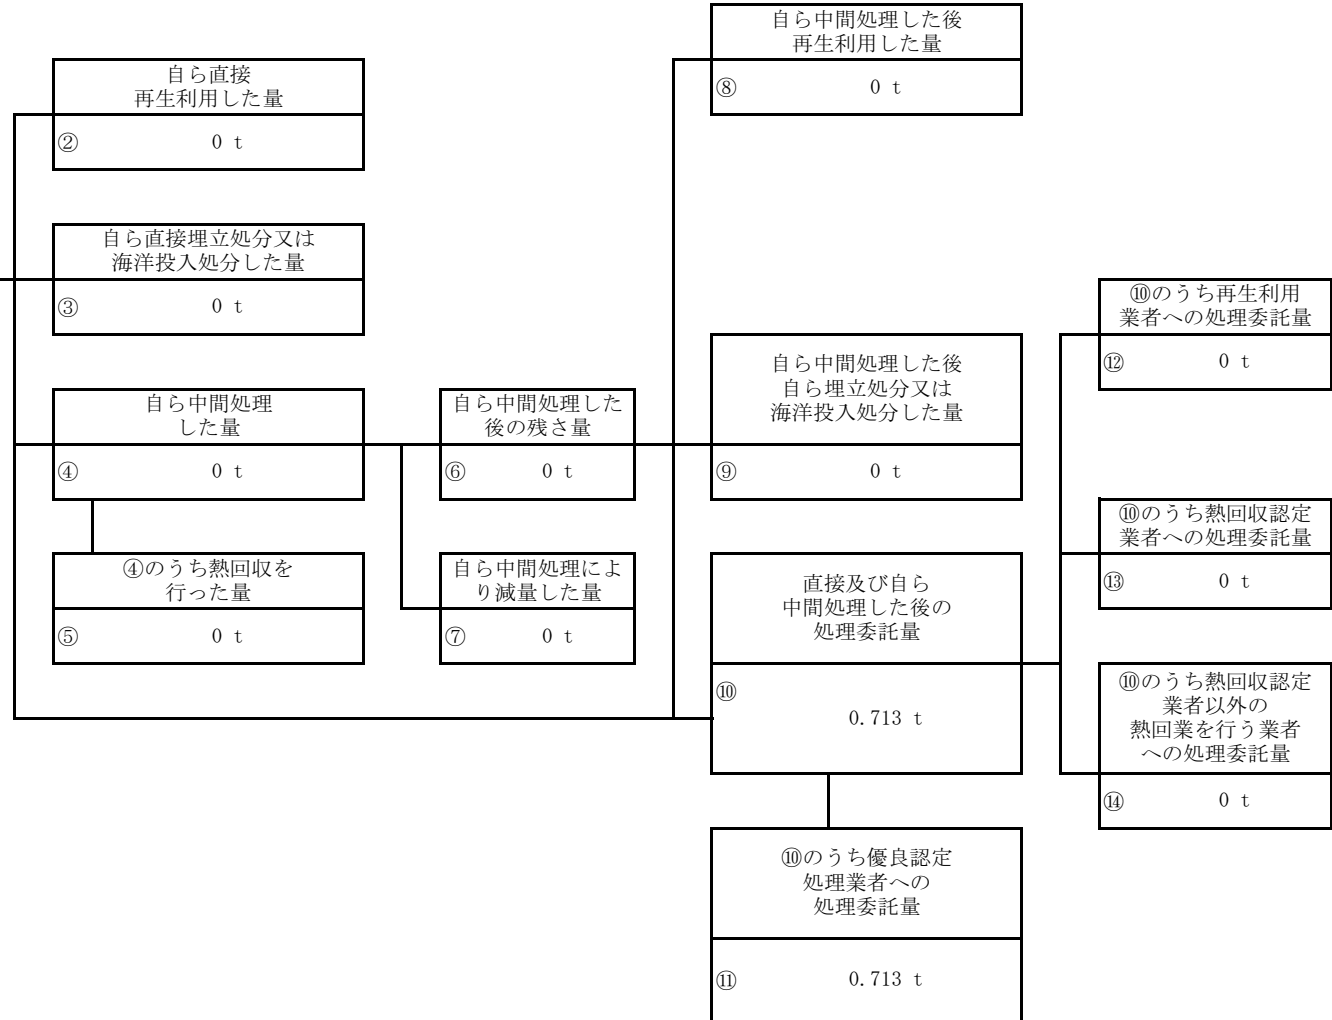 自ら中間処理した後
再生利用した量
⑧ 0 t
自ら直接
再生利用した量
② 0 t
自ら直接埋立処分又は
海洋投入処分した量
③ 0 t
⑩のうち再生利用
業者への処理委託量
⑫ 0 t
自ら中間処理した後
自ら埋立処分又は
海洋投入処分した量
⑨ 0 t
自ら中間処理
した量
④ 0 t
自ら中間処理した
後の残さ量
⑥ 0 t
⑩のうち熱回収認定
業者への処理委託量
⑬ 0 t
④のうち熱回収を
行った量
⑤ 0 t
自ら中間処理によ
り減量した量
⑦ 0 t
直接及び自ら
中間処理した後の
処理委託量
⑩
0.713 t
⑩のうち熱回収認定
業者以外の
熱回業を行う業者
への処理委託量
⑭ 0 t
⑩のうち優良認定
処理業者への
処理委託量
⑪ 0.713 t